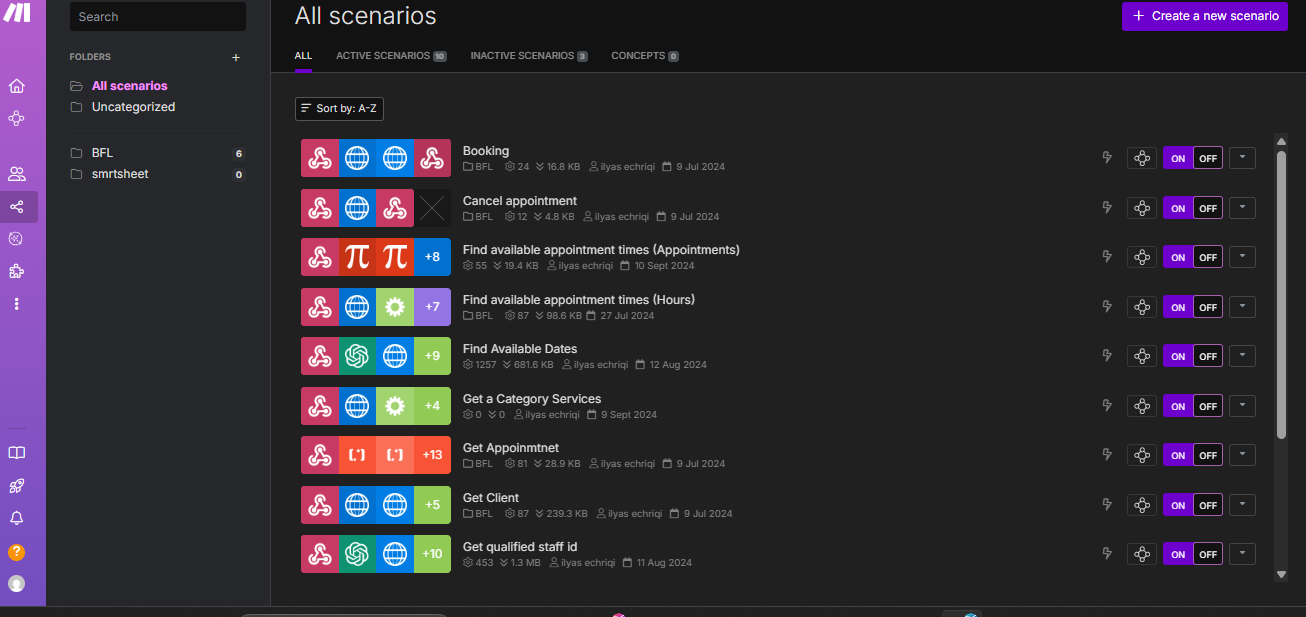 Search
All scenarios
+ Create a new scenario
FOLDERS +
All scenarios
Uncategorized
BFL 6
smrtsheet 0
ALL ACTIVE SCENARIOS 10 INACTIVE SCENARIOS 3 CONCEPTS 0
Sort by: A-Z
Booking
BFL 24 16.8 KB ilyas echriqi 9 Jul 2024
ON OFF
Cancel appointment
BFL 12 4.8 KB ilyas echriqi 9 Jul 2024
ON OFF
π π +8
Find available appointment times (Appointments)
55 19.4 KB ilyas echriqi 10 Sept 2024
ON OFF
+7
Find available appointment times (Hours)
BFL 87 98.6 KB 27 Jul 2024
ON OFF
+9
Find Available Dates
1257 681.6 KB ilyas echriqi 12 Aug 2024
ON OFF
+4
Get a Category Services
0 0 ilyas echriqi 9 Sept 2024
ON OFF
[.*] [.*] +13
Get Appoinmtnet
BFL 81 28.9 KB ilyas echriqi 9 Jul 2024
ON OFF
+5
Get Client
BFL 87 239.3 KB ilyas echriqi 9 Jul 2024
ON OFF
+10
Get qualified staff id
453 1.3 MB ilyas echriqi 11 Aug 2024
ON OFF
?